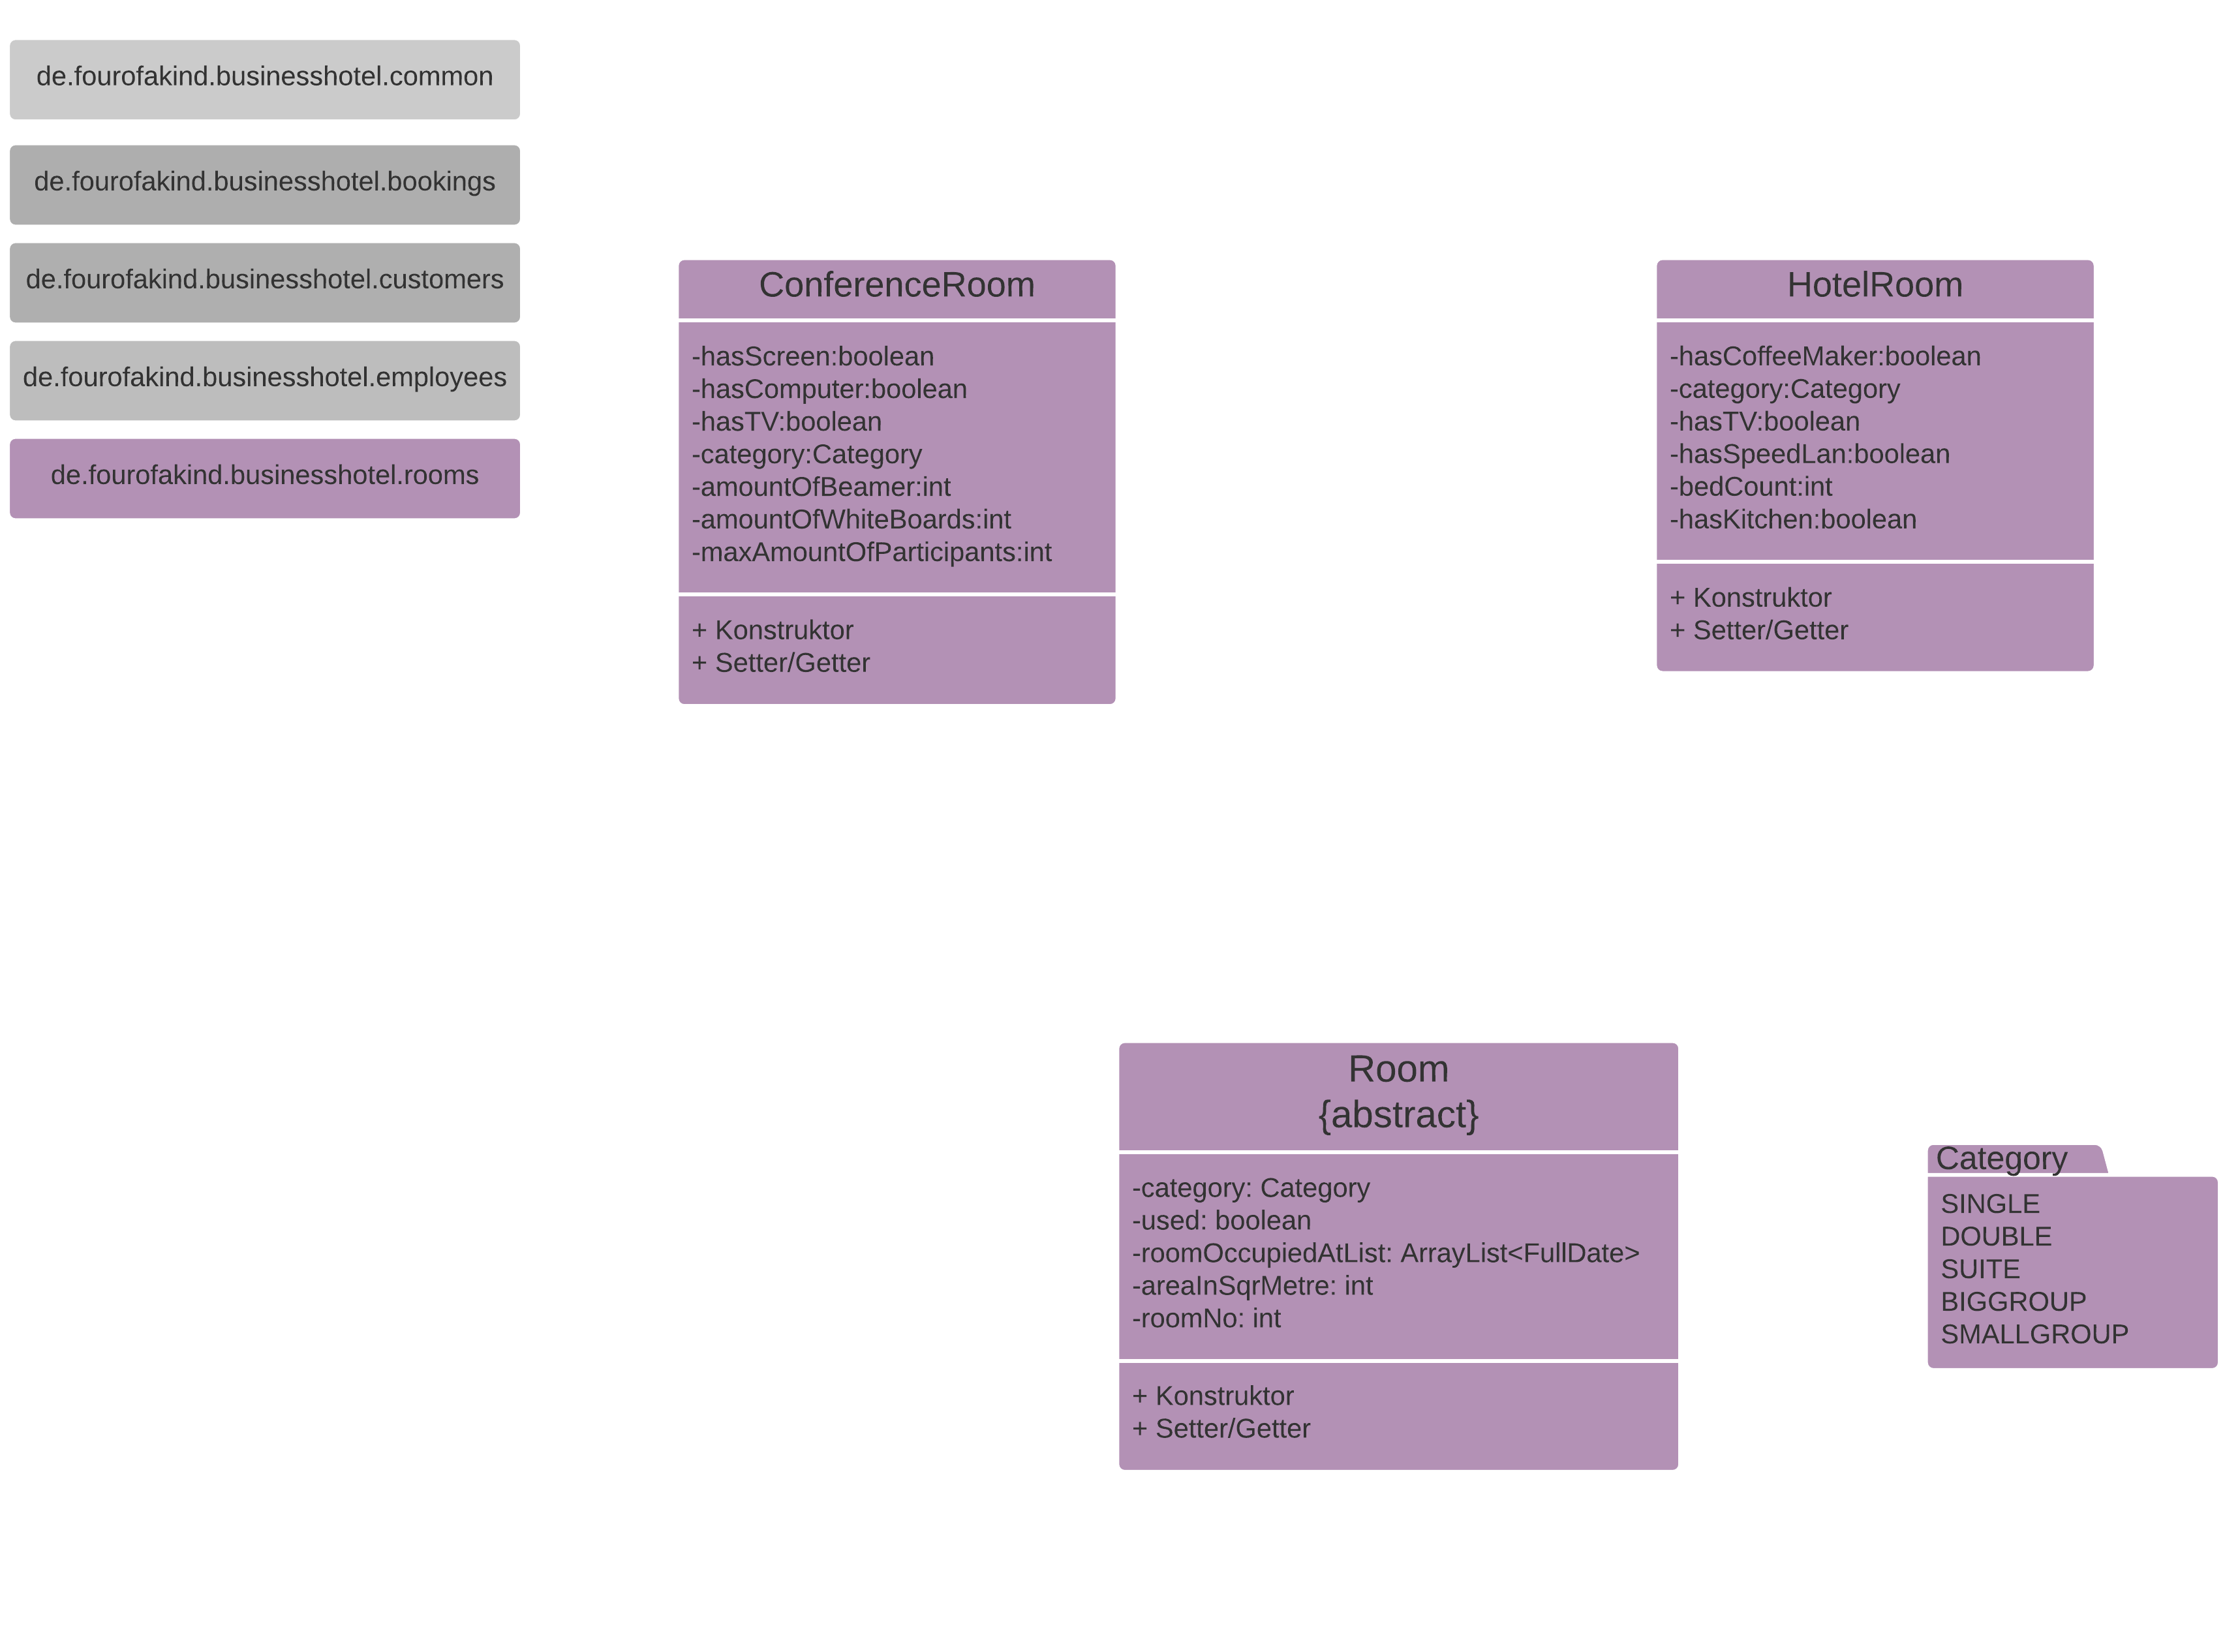 de.fourofakind.businesshotel.common
de.fourofakind.businesshotel.bookings
de.fourofakind.businesshotel.customers
de.fourofakind.businesshotel.employees
de.fourofakind.businesshotel.rooms
ConferenceRoom
-hasScreen:boolean
-hasComputer:boolean
-hasTV:boolean
-category:Category
-amountOfBeamer:int
-amountOfWhiteBoards:int
-maxAmountOfParticipants:int
+ Konstruktor
+ Setter/Getter
HotelRoom
-hasCoffeeMaker:boolean
-category:Category
-hasTV:boolean
-hasSpeedLan:boolean
-bedCount:int
-hasKitchen:boolean
+ Konstruktor
+ Setter/Getter
Room
{abstract}
-category: Category
-used: boolean
-roomOccupiedAtList: ArrayList<FullDate>
-areaInSqrMetre: int
-roomNo: int
+ Konstruktor
+ Setter/Getter
Category
SINGLE
DOUBLE
SUITE
BIGGROUP
SMALLGROUP